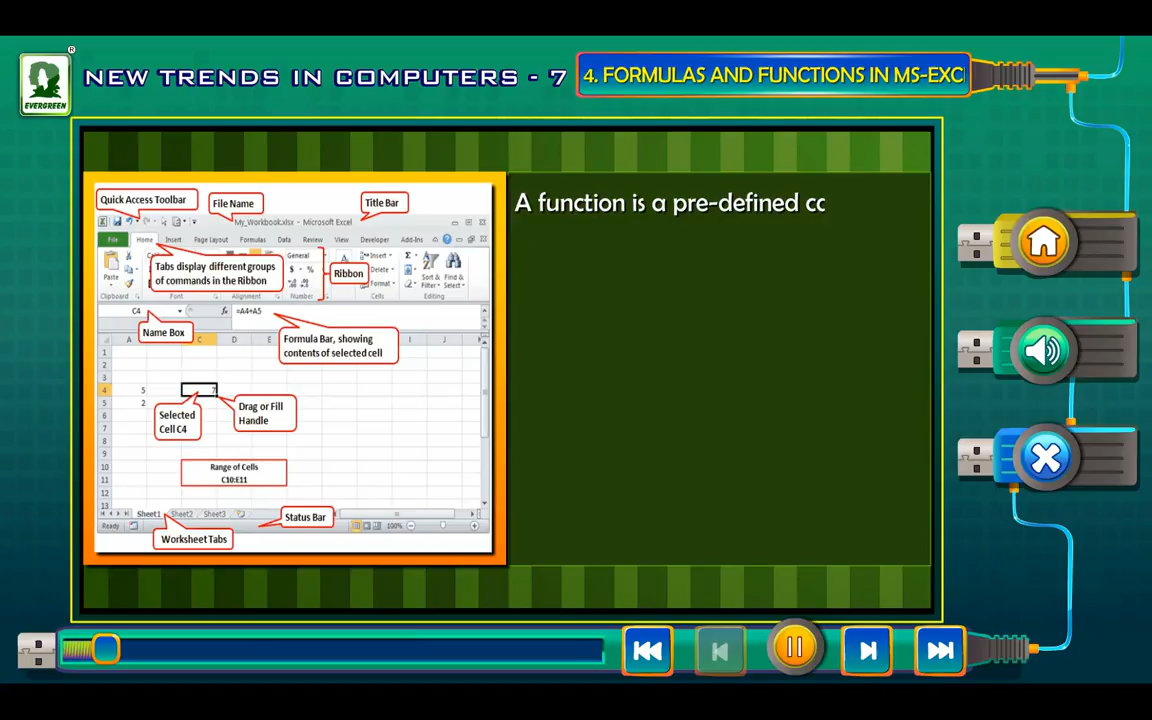 ®
EVERGREEN
NEW TRENDS IN COMPUTERS - 7
4. FORMULAS AND FUNCTIONS IN MS-EXC
A function is a pre-defined cc
Quick Access Toolbar
File Name
Title Bar
My_Workbook.xlsx - Microsoft Excel
File Home Insert Page Layout Formulas Data Review View Developer Add-Ins
Tabs display different groups
of commands in the Ribbon
Ribbon
Paste
General
$ %
Insert
Delete
Format
Σ
Sort &
Filter
Find &
Select
Clipboard Font Alignment Number Cells Editing
C4 fx =A4+A5
Name Box
Formula Bar, showing
contents of selected cell
A C D E I J
1
2
3
4 5 7
5 2
6
7
8
9
10
11
12
13
Selected
Cell C4
Drag or Fill
Handle
Range of Cells
C10:E11
Sheet1 Sheet2 Sheet3
Status Bar
Ready 100%
Worksheet Tabs